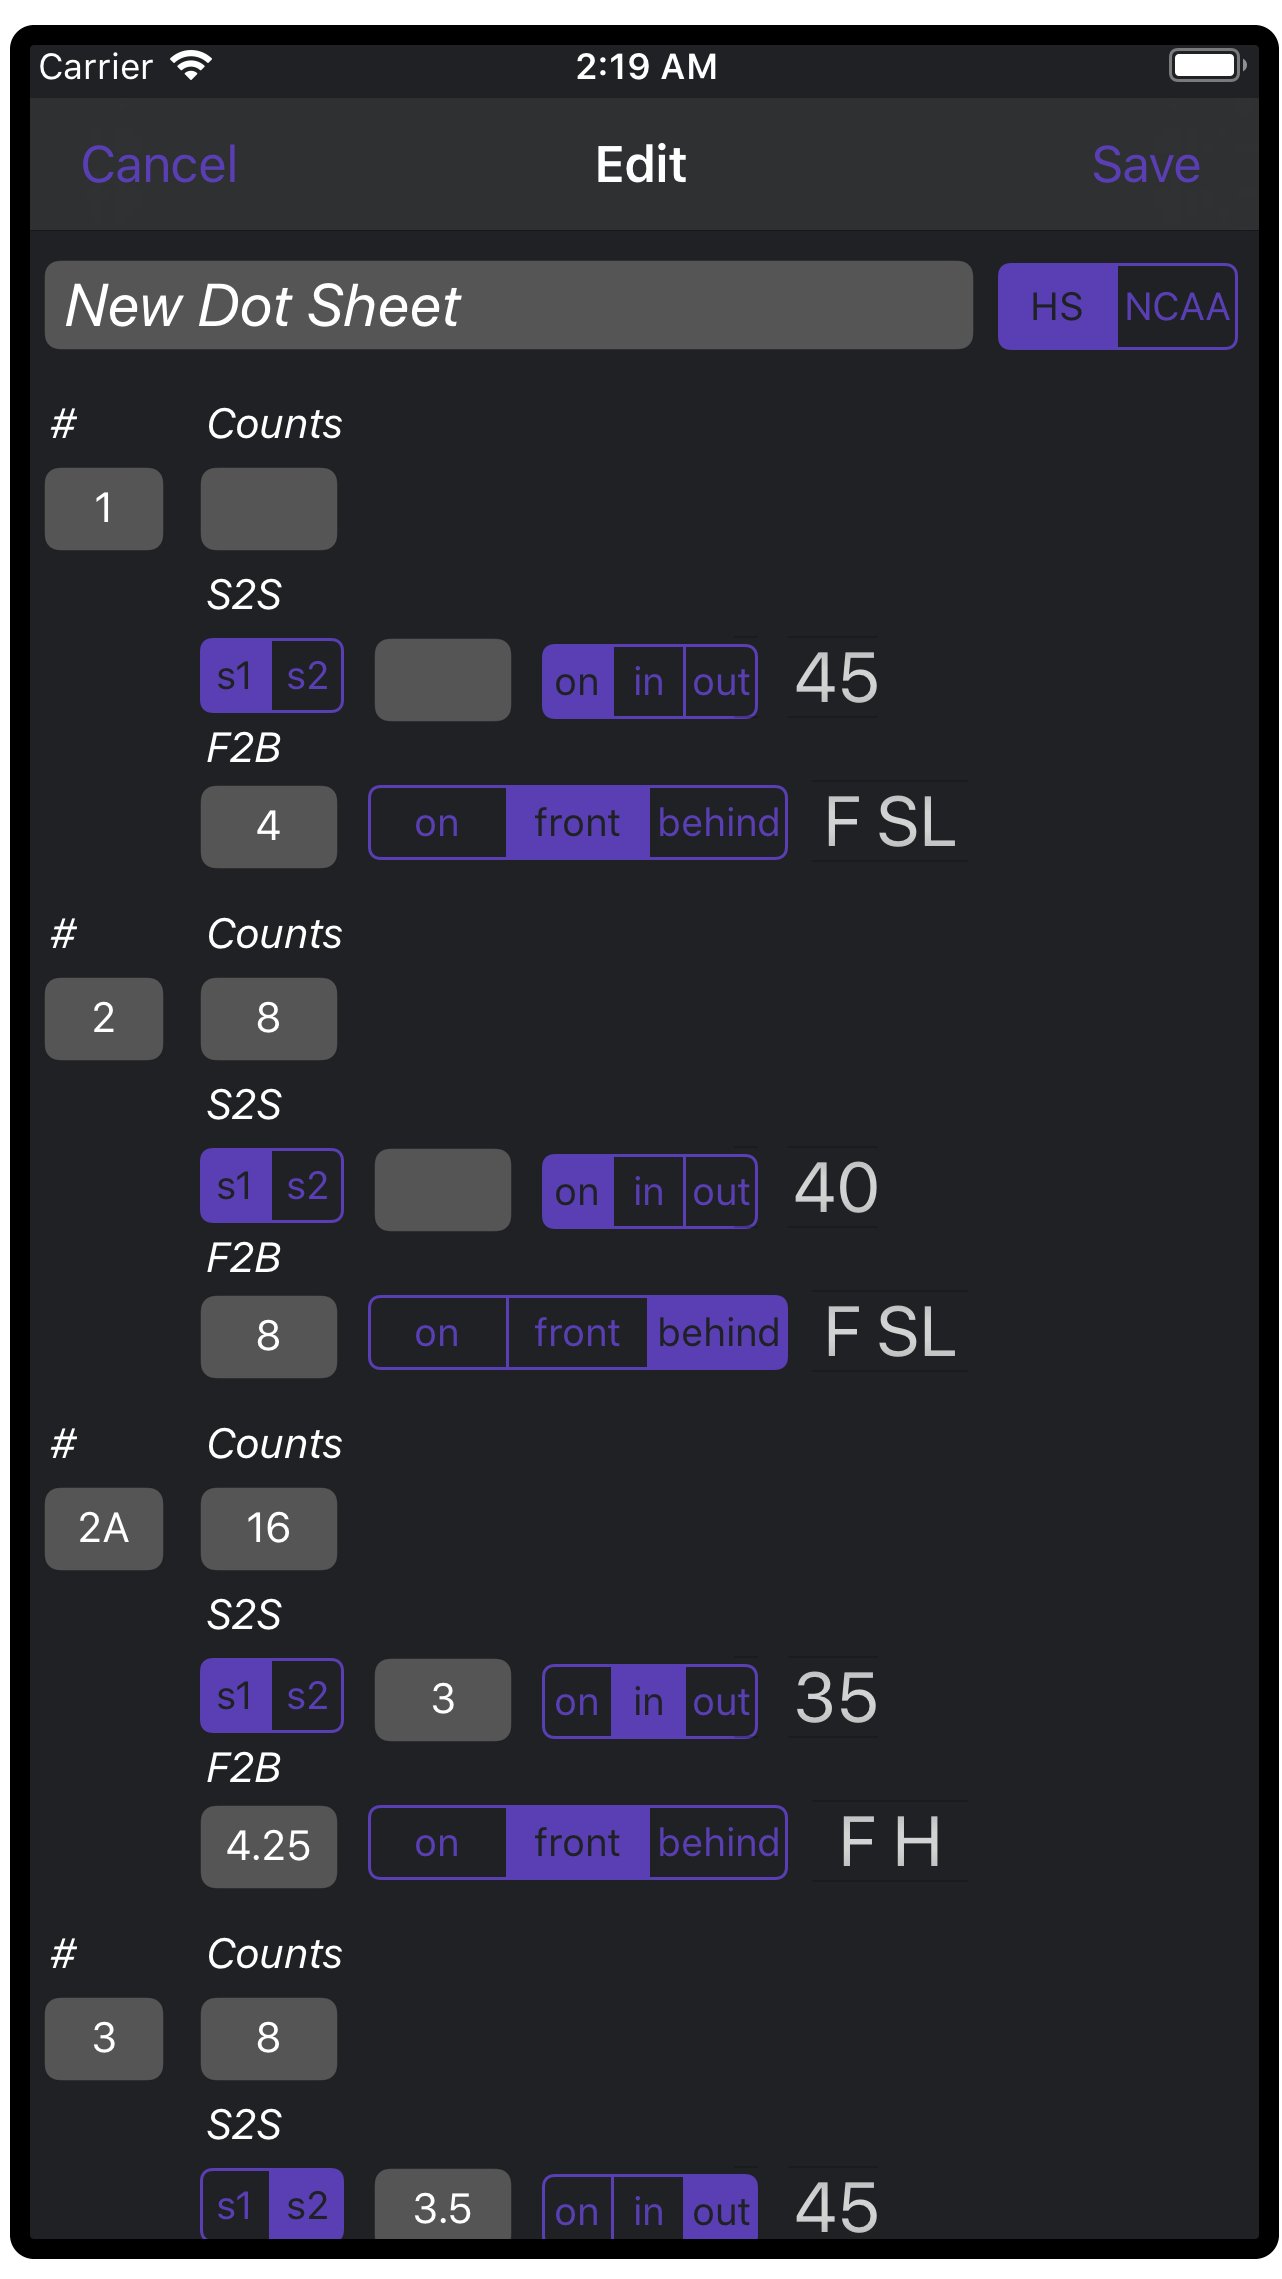 Carrier 2:19 AM
Cancel Edit Save
New Dot Sheet HS NCAA
# Counts
1
S2S
s1 s2 on in out 45
F2B
4 on front behind F SL
# Counts
2 8
S2S
s1 s2 on in out 40
F2B
8 on front behind F SL
# Counts
2A 16
S2S
s1 s2 3 on in out 35
F2B
4.25 on front behind F H
# Counts
3 8
S2S
s1 s2 3.5 on in out 45